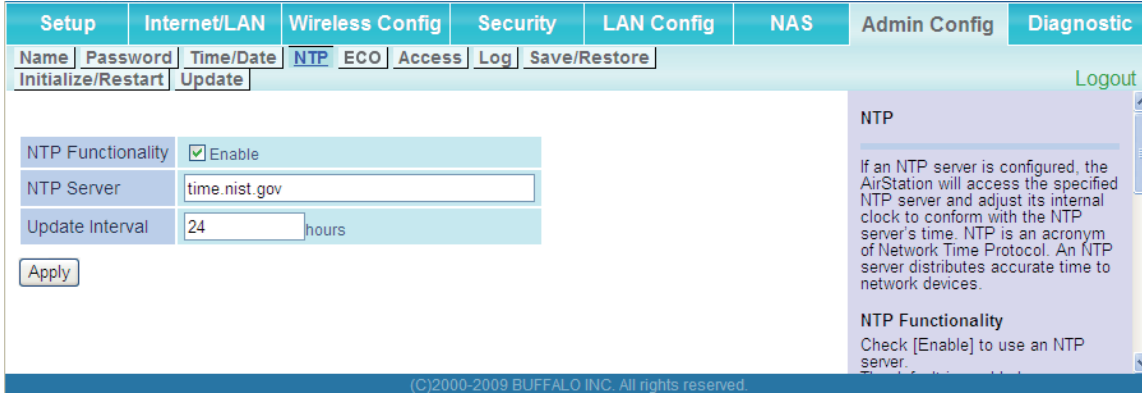 Setup Internet/LAN Wireless Config Security LAN Config NAS Admin Config Diagnostic
Name Password Time/Date NTP ECO Access Log Save/Restore
Initialize/Restart Update
Logout
NTP Functionality Enable
NTP Server time.nist.gov
Update Interval 24 hours
Apply
NTP
If an NTP server is configured, the
AirStation will access the specified
NTP server and adjust its internal
clock to conform with the NTP
server's time. NTP is an acronym
of Network Time Protocol. An NTP
server distributes accurate time to
network devices.
NTP Functionality
Check [Enable] to use an NTP
server.
(C)2000-2009 BUFFALO INC. All rights reserved.